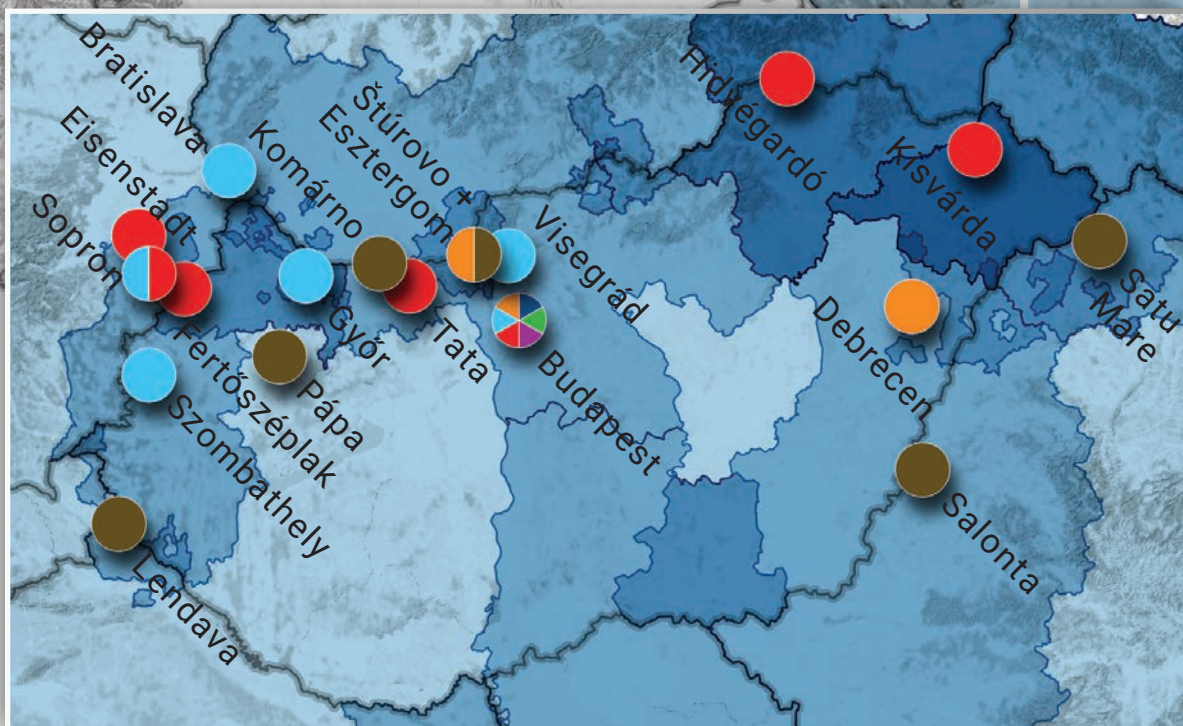 Bratislava
Eisenstadt
Sopron
Komárno
Štúrovo +
Esztergom
Visegrád
Hidvégardó
Kisvárda
Satu
Mare
Győr
Tata
Budapest
Debrecen
Fertőszéplak
Pápa
Szombathely
Salonta
Lendava